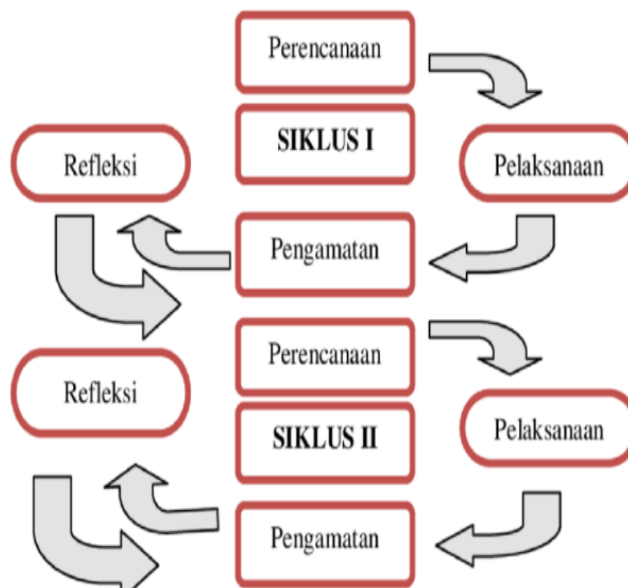 Perencanaan
SIKLUS I
Refleksi
Pelaksanaan
Pengamatan
Perencanaan
Refleksi
SIKLUS II
Pelaksanaan
Pengamatan